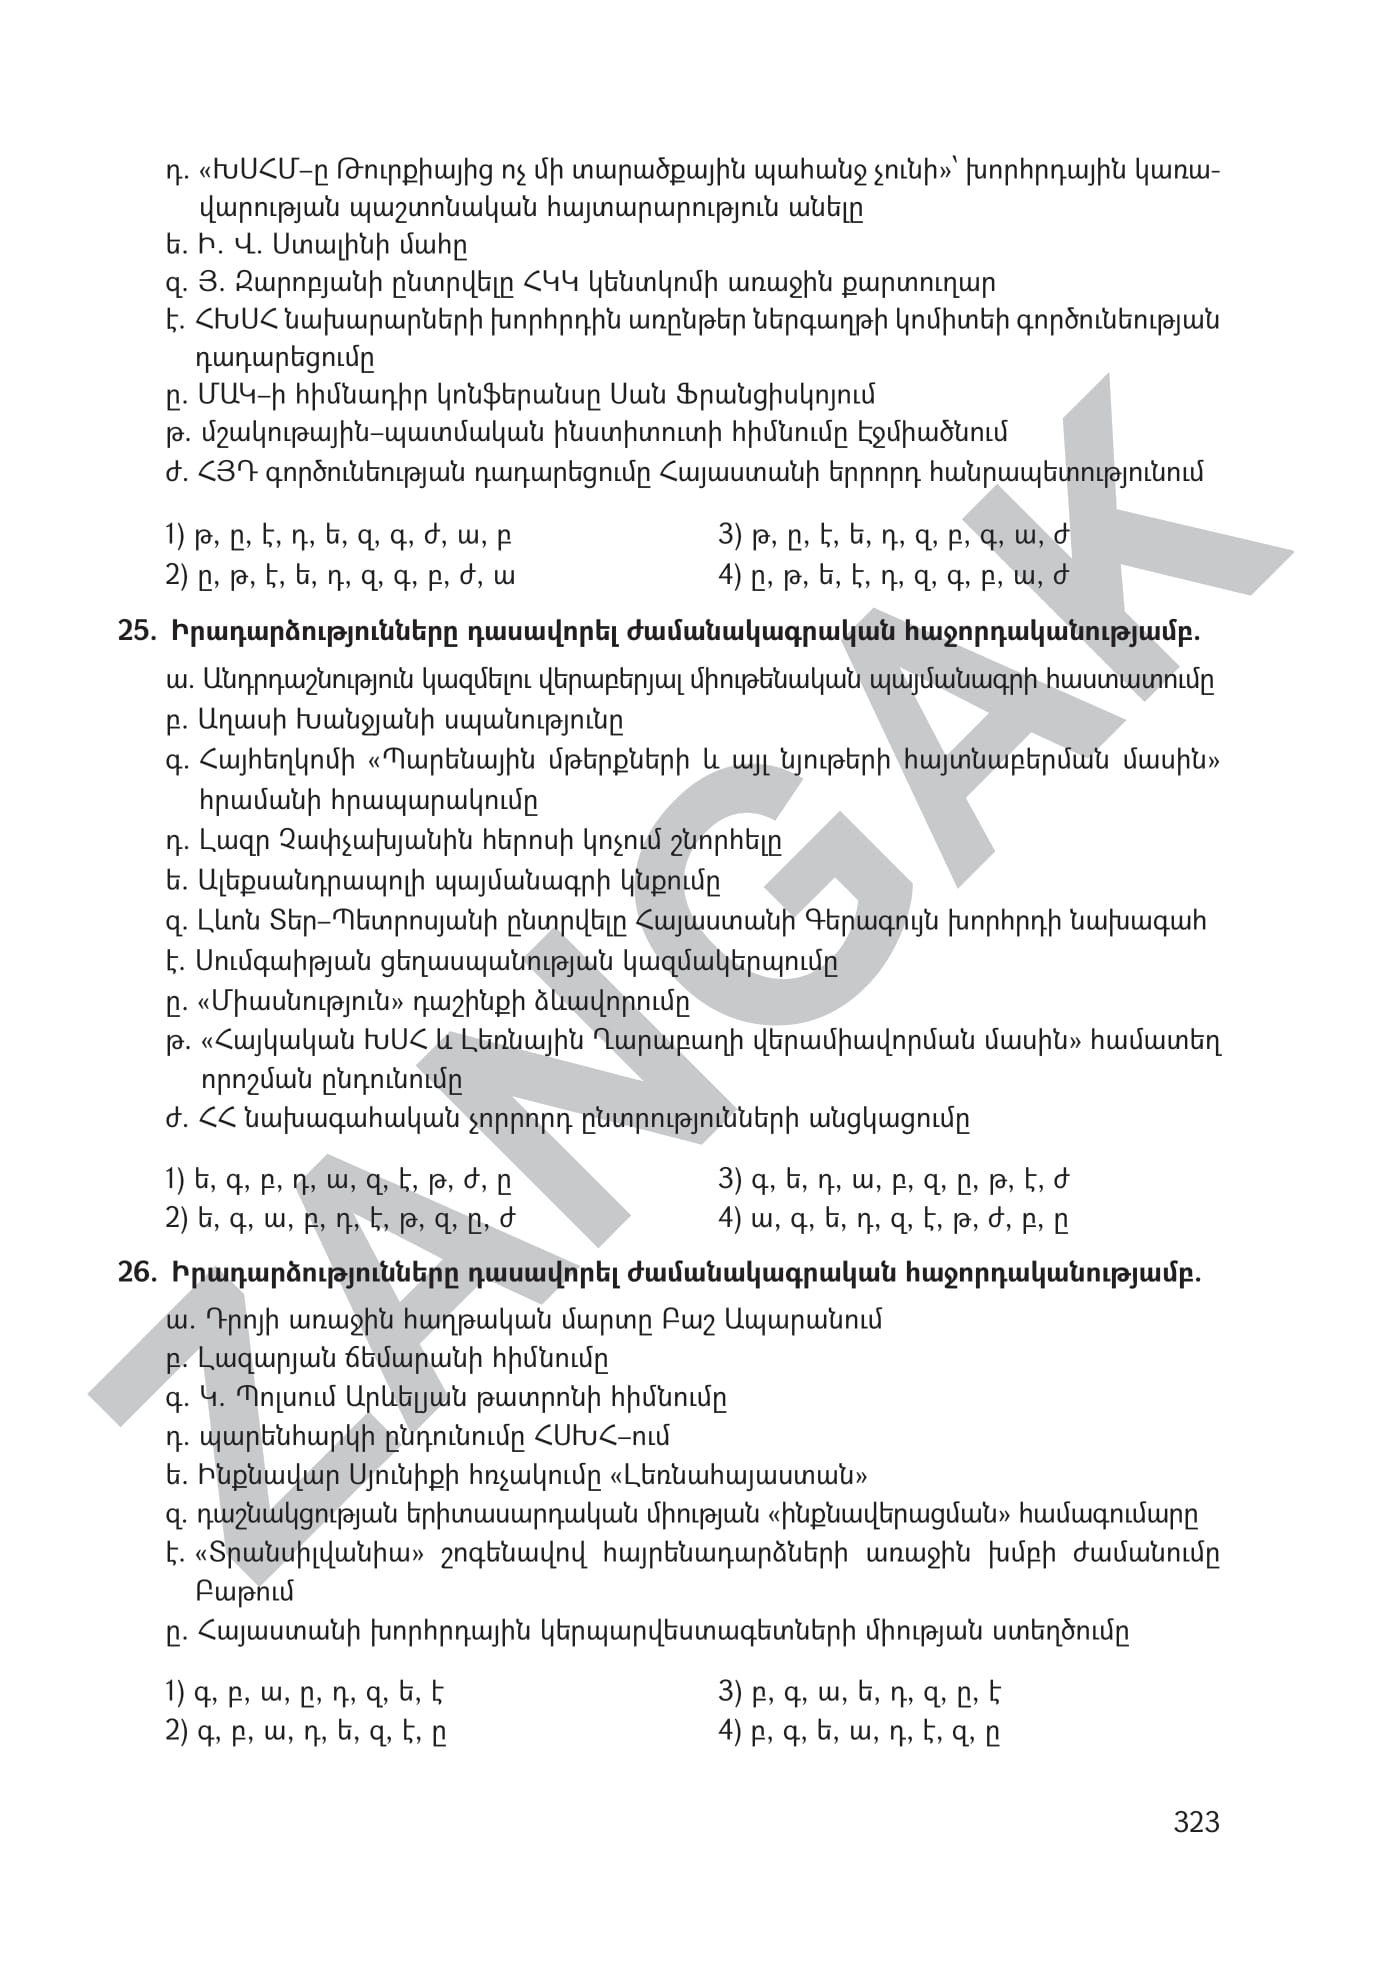 դ. «ԽՍՀՄ–ը Թուրքիայից ոչ մի տարածքային պահանջ չունի»՝ խորհրդային կառա-
վարության պաշտոնական հայտարարություն անելը
ե. Ի. Վ. Ստալինի մահը
զ. Յ. Զարոբյանի ընտրվելը ՀԿԿ կենտկոմի առաջին քարտուղար
է. ՀԽՍՀ նախարարների խորհրդին առընթեր ներգաղթի կոմիտեի գործունեության
դադարեցումը
ը. ՄԱԿ–ի հիմնադիր կոնֆերանսը Սան Ֆրանցիսկոյում
թ. մշակութային–պատմական ինստիտուտի հիմնումը Էջմիածնում
ժ. ՀՅԴ գործունեության դադարեցումը Հայաստանի երրորդ հանրապետությունում
1) թ, ը, է, դ, ե, զ, գ, ժ, ա, բ
3) թ, ը, է, ե, դ, զ, բ, գ, ա, ժ
2) ը, թ, է, ե, դ, զ, գ, բ, ժ, ա
4) ը, թ, ե, է, դ, զ, գ, բ, ա, ժ
25. Իրադարձությունները դասավորել ժամանակագրական հաջորդականությամբ.
ա. Անդրդաշնություն կազմելու վերաբերյալ միութենական պայմանագրի հաստատումը
բ. Աղասի Խանջյանի սպանությունը
գ. Հայհեղկոմի «Պարենային մթերքների և այլ նյութերի հայտնաբերման մասին»
հրամանի հրապարակումը
դ. Լազր Չափչախյանին հերոսի կոչում շնորհելը
ե. Ալեքսանդրապոլի պայմանագրի կնքումը
զ. Լևոն Տեր–Պետրոսյանի ընտրվելը Հայաստանի Գերագույն խորհրդի նախագահ
է. Սումգաիթյան ցեղասպանության կազմակերպումը
ը. «Միասնություն» դաշինքի ձևավորումը
թ. «Հայկական ԽՍՀ և Լեռնային Ղարաբաղի վերամիավորման մասին» համատեղ
որոշման ընդունումը
ժ. ՀՀ նախագահական չորրորդ ընտրությունների անցկացումը
1) ե, գ, բ, դ, ա, զ, է, թ, ժ, ը
3) գ, ե, դ, ա, բ, զ, ը, թ, է, ժ
2) ե, գ, ա, բ, դ, է, թ, զ, ը, ժ
4) ա, գ, ե, դ, զ, է, թ, ժ, բ, ը
26. Իրադարձությունները դասավորել ժամանակագրական հաջորդականությամբ.
ա. Դրոյի առաջին հաղթական մարտը Բաշ Ապարանում
բ. Լազարյան ճեմարանի հիմնումը
գ. Կ. Պոլսում Արևելյան թատրոնի հիմնումը
դ. պարենհարկի ընդունումը ՀՍԽՀ–ում
ե. Ինքնավար Սյունիքի հռչակումը «Լեռնահայաստան»
զ. դաշնակցության երիտասարդական միության «ինքնավերացման» համագումարը
է. «Տրանսիլվանիա» շոգենավով հայրենադարձների առաջին խմբի ժամանումը
Բաթում
ը. Հայաստանի խորհրդային կերպարվեստագետների միության ստեղծումը
1) գ, բ, ա, ը, դ, զ, ե, է
3) բ, գ, ա, ե, դ, զ, ը, է
2) գ, բ, ա, դ, ե, զ, է, ը
4) բ, գ, ե, ա, դ, է, զ, ը
323
ZANGAK